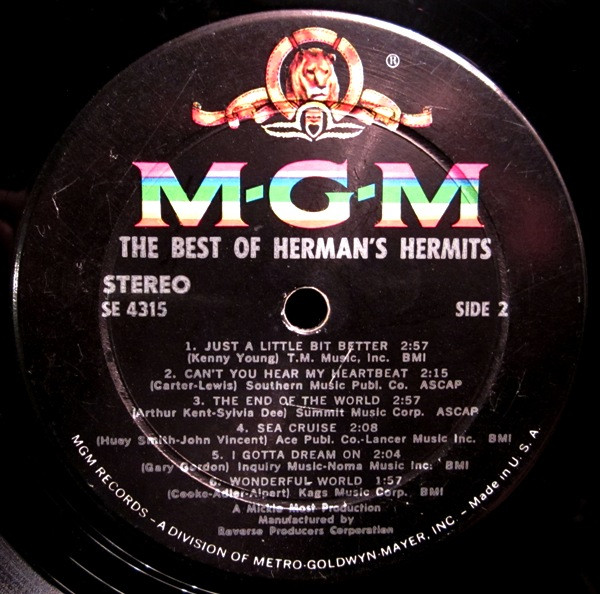 ®
M-G-M
THE BEST OF HERMAN'S HERMITS
STEREO
SE 4315 SIDE 2
1. JUST A LITTLE BIT BETTER 2:57
(Kenny Young) T.M. Music, Inc. BMI
2. CAN'T YOU HEAR MY HEARTBEAT 2:15
(Carter-Lewis) Southern Music Publ. Co. ASCAP
3. THE END OF THE WORLD 2:57
(Arthur Kent-Sylvia Dee) Summit Music Corp. ASCAP
4. SEA CRUISE 2:08
(Huey Smith-John Vincent) Ace Publ. Co.-Lancer Music Inc. BMI
5. I GOTTA DREAM ON 2:04
(Gary Gordon) Inquiry Music-Noma Music Inc. BMI
6. WONDERFUL WORLD 1:57
(Cooke-Adler-Alpert) Kags Music Corp. BMI
A Mickie Most Production
Manufactured by
Reverse Producers Corporation
MGM RECORDS – A DIVISION OF METRO-GOLDWYN-MAYER, INC. – Made in U.S.A.